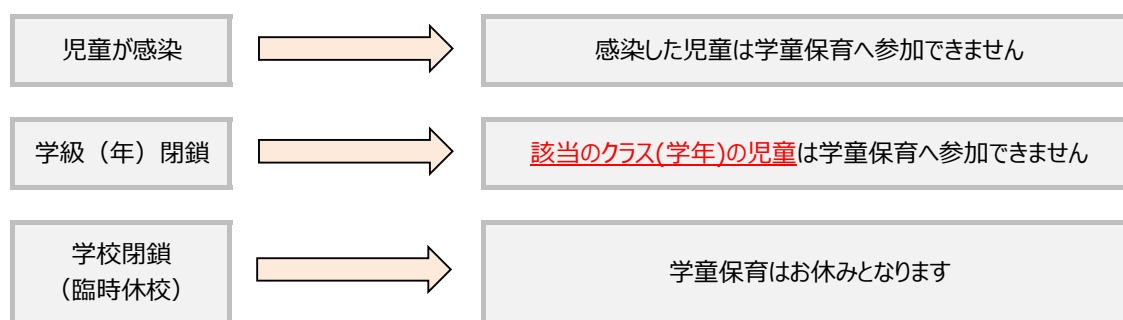 児童が感染
感染した児童は学童保育へ参加できません
学級（年）閉鎖
該当のクラス(学年)の児童は学童保育へ参加できません
学校閉鎖
（臨時休校）
学童保育はお休みとなります